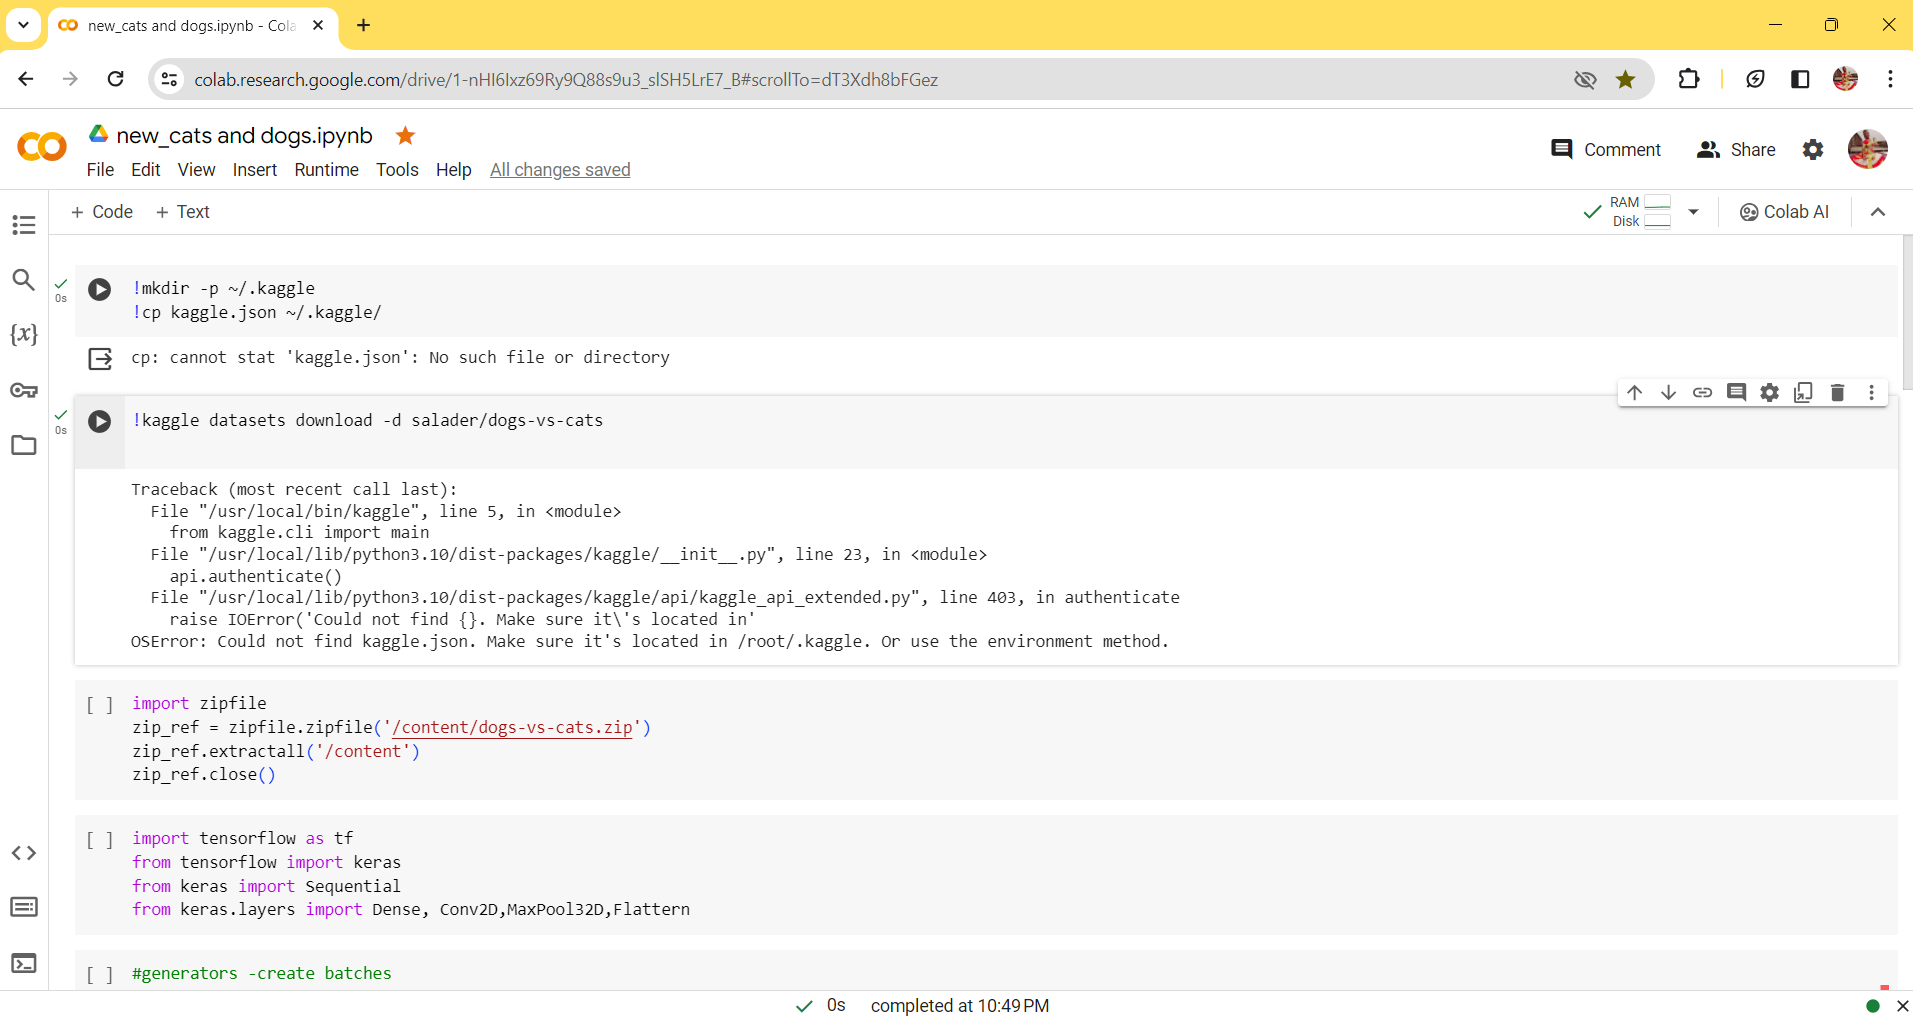 new_cats and dogs.ipynb - Cola
colab.research.google.com/drive/1-nHI6Ixz69Ry9Q88s9u3_slSH5LrE7_B#scrollTo=dT3Xdh8bFGez
new_cats and dogs.ipynb
Comment Share
File Edit View Insert Runtime Tools Help All changes saved
+ Code + Text
RAM
Disk
Colab AI
!mkdir -p ~/.kaggle
0s
!cp kaggle.json ~/.kaggle/
cp: cannot stat 'kaggle.json': No such file or directory
!kaggle datasets download -d salader/dogs-vs-cats
0s
Traceback (most recent call last):
File "/usr/local/bin/kaggle", line 5, in <module>
from kaggle.cli import main
File "/usr/local/lib/python3.10/dist-packages/kaggle/__init__.py", line 23, in <module>
api.authenticate()
File "/usr/local/lib/python3.10/dist-packages/kaggle/api/kaggle_api_extended.py", line 403, in authenticate
raise IOError('Could not find {}. Make sure it\'s located in'
OSError: Could not find kaggle.json. Make sure it's located in /root/.kaggle. Or use the environment method.
[ ] import zipfile
zip_ref = zipfile.zipfile('/content/dogs-vs-cats.zip')
zip_ref.extractall('/content')
zip_ref.close()
[ ] import tensorflow as tf
from tensorflow import keras
from keras import Sequential
from keras.layers import Dense, Conv2D,MaxPool32D,Flattern
[ ] #generators -create batches
0s completed at 10:49 PM